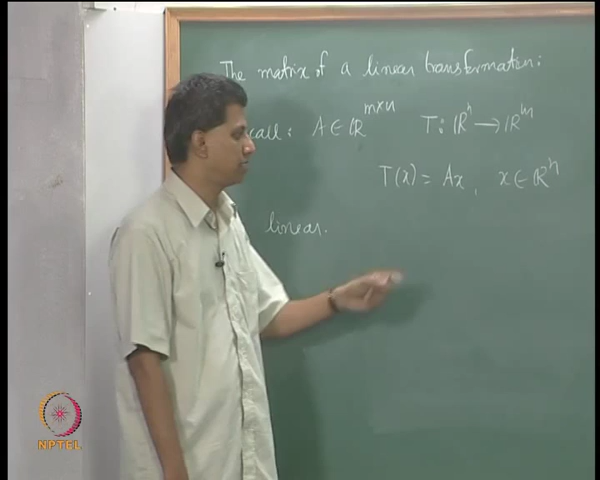 The matrix of a linear transformation:
call: A ∈ ℝ^{m×n} T: ℝ^n → ℝ^m
T(x) = Ax, x ∈ ℝ^n
linear.
NPTEL